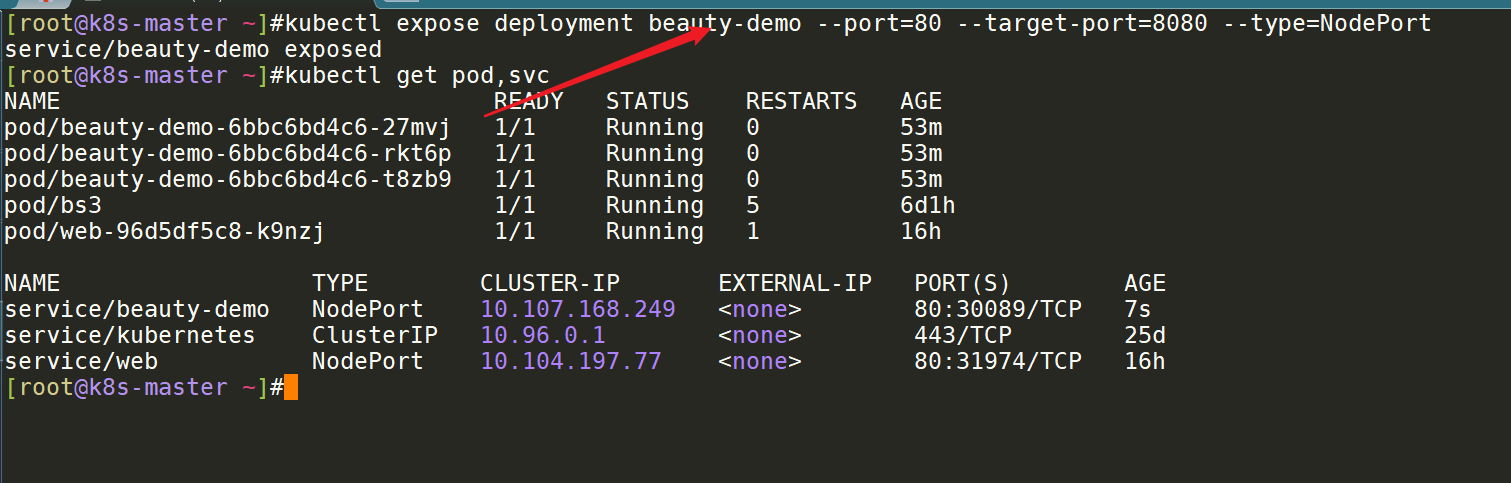 [root@k8s-master ~]#kubectl expose deployment beauty-demo --port=80 --target-port=8080 --type=NodePort
service/beauty-demo exposed
[root@k8s-master ~]#kubectl get pod,svc
NAME READY STATUS RESTARTS AGE
pod/beauty-demo-6bbc6bd4c6-27mvj 1/1 Running 0 53m
pod/beauty-demo-6bbc6bd4c6-rkt6p 1/1 Running 0 53m
pod/beauty-demo-6bbc6bd4c6-t8zb9 1/1 Running 0 53m
pod/bs3 1/1 Running 5 6d1h
pod/web-96d5df5c8-k9nzj 1/1 Running 1 16h
NAME TYPE CLUSTER-IP EXTERNAL-IP PORT(S) AGE
service/beauty-demo NodePort 10.107.168.249 <none> 80:30089/TCP 7s
service/kubernetes ClusterIP 10.96.0.1 <none> 443/TCP 25d
service/web NodePort 10.104.197.77 <none> 80:31974/TCP 16h
[root@k8s-master ~]#